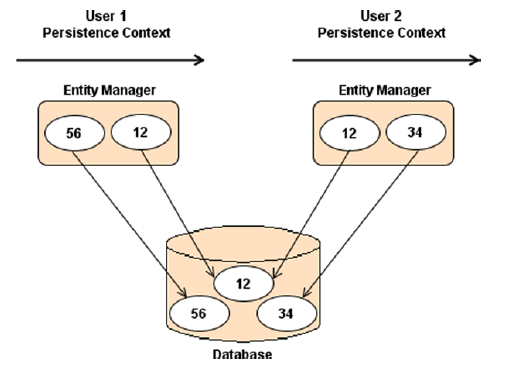 User 1
Persistence Context
User 2
Persistence Context
Entity Manager
Entity Manager
56
12
12
34
12
56
34
Database